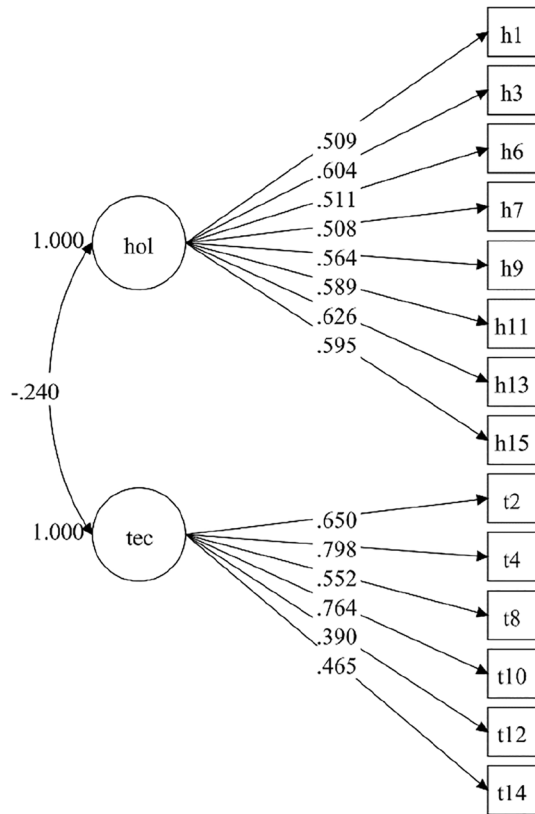 h1
h3
h6
h7
h9
h11
h13
h15
.509
.604
.511
.508
.564
.589
.626
.595
1.000
hol
-.240
1.000
tec
t2
t4
t8
t10
t12
t14
.650
.798
.552
.764
.390
.465